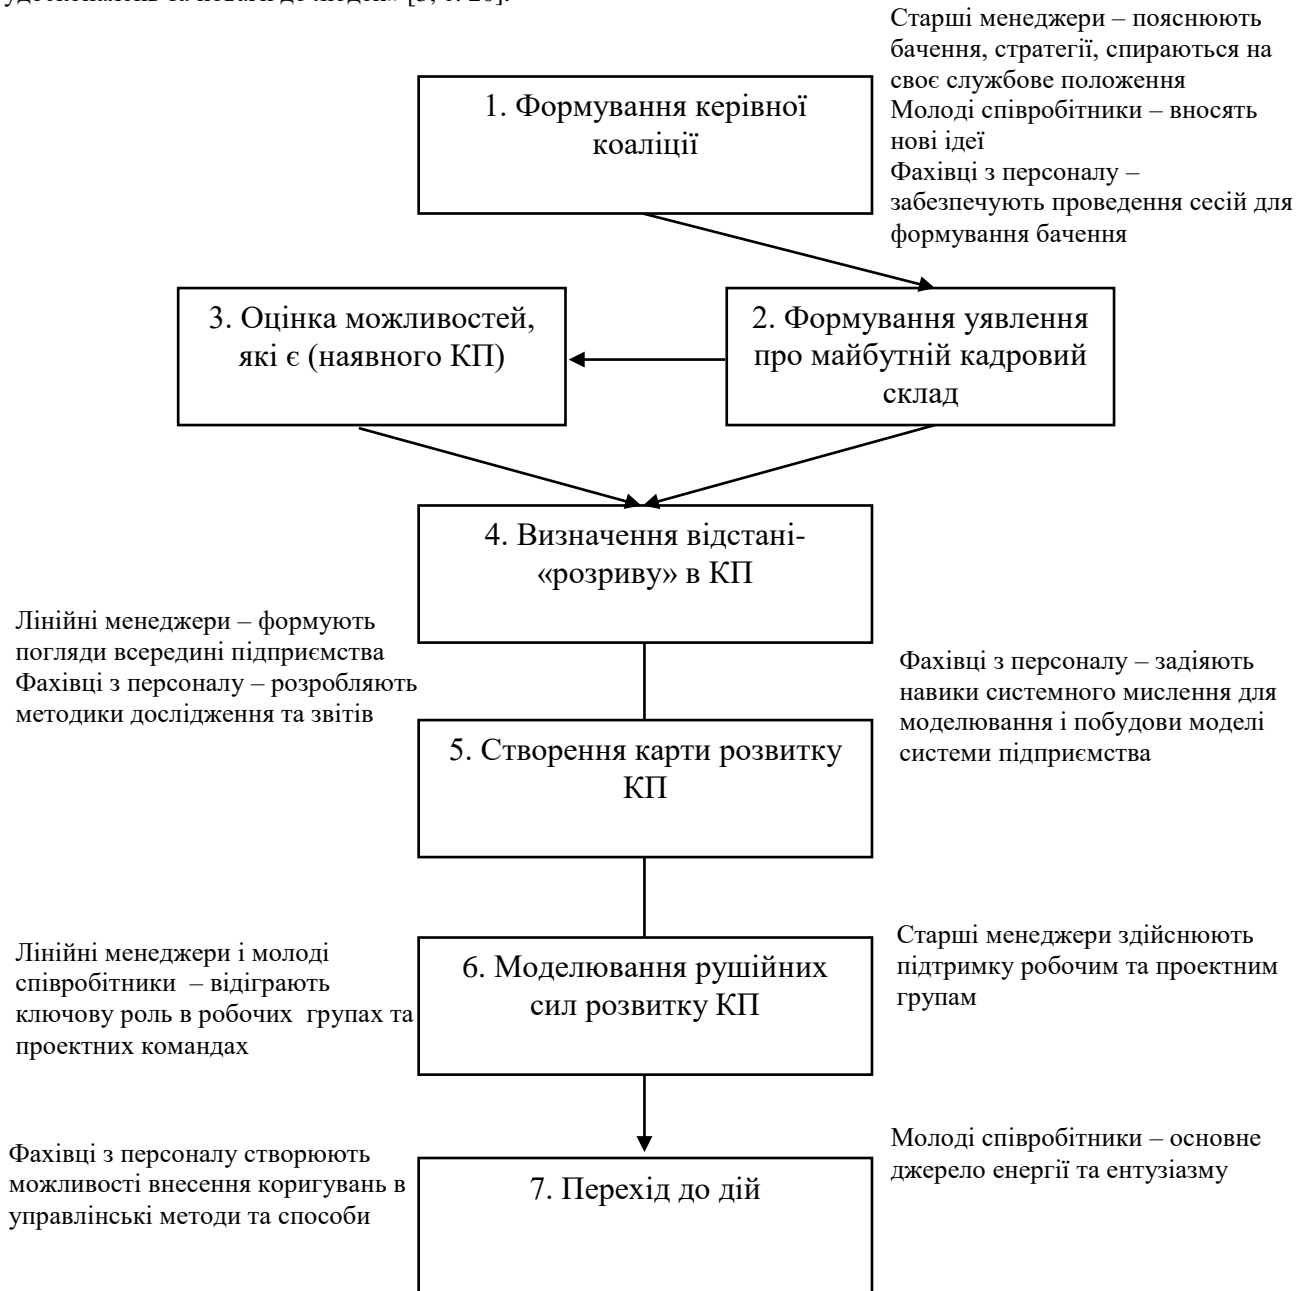 Старші менеджери – пояснюють
бачення, стратегії, спираються на
своє службове положення
Молоді співробітники – вносять
нові ідеї
Фахівці з персоналу –
забезпечують проведення сесій для
формування бачення
1. Формування керівної
коаліції
3. Оцінка можливостей,
які є (наявного КП)
2. Формування уявлення
про майбутній кадровий
склад
4. Визначення відстані-
«розриву» в КП
Лінійні менеджери – формують
погляди всередині підприємства
Фахівці з персоналу – розробляють
методики дослідження та звітів
Фахівці з персоналу – задіяють
навики системного мислення для
моделювання і побудови моделі
системи підприємства
5. Створення карти розвитку
КП
Лінійні менеджери і молоді
співробітники – відіграють
ключову роль в робочих групах та
проектних командах
6. Моделювання рушійних
сил розвитку КП
Старші менеджери здійснюють
підтримку робочим та проектним
групам
Фахівці з персоналу створюють
можливості внесення коригувань в
управлінські методи та способи
7. Перехід до дій
Молоді співробітники – основне
джерело енергії та ентузіазму